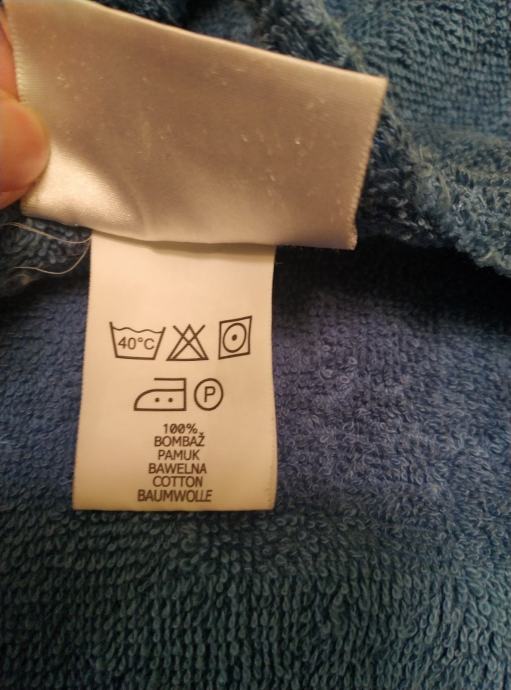 40°C
P
100%
BOMBAŽ
PAMUK
BAWELNA
COTTON
BAUMWOLLE